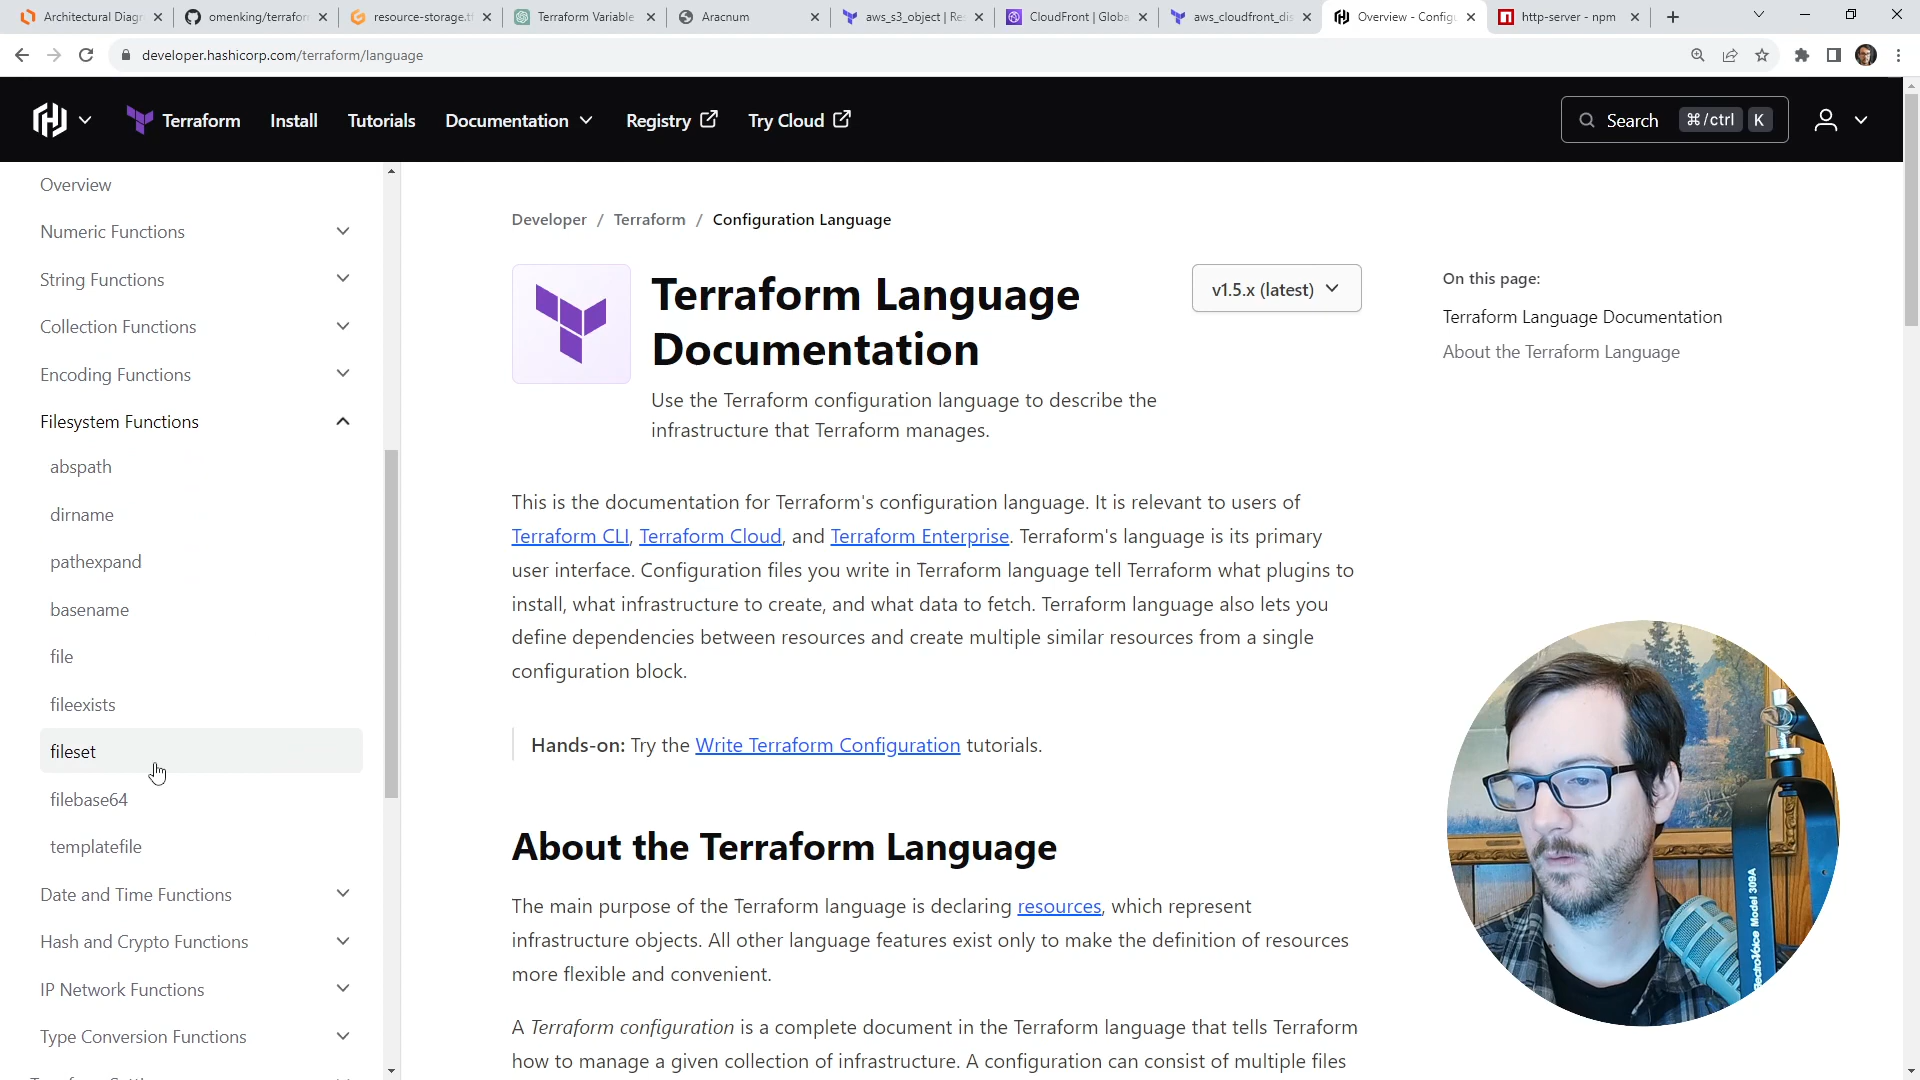 Architectural Diagr
omenking/terrafor
resource-storage.t
Terraform Variable
Aracnum
aws_s3_object | Re
CloudFront | Globa
aws_cloudfront_dis
Overview - Config
http-server - npm
developer.hashicorp.com/terraform/language
Terraform
Install
Tutorials
Documentation
Registry
Try Cloud
Search
⌘/ctrl
K
Overview
Numeric Functions
String Functions
Collection Functions
Encoding Functions
Filesystem Functions
abspath
dirname
pathexpand
basename
file
fileexists
fileset
filebase64
templatefile
Date and Time Functions
Hash and Crypto Functions
IP Network Functions
Type Conversion Functions
Developer / Terraform / Configuration Language
Terraform Language
Documentation
v1.5.x (latest)
Use the Terraform configuration language to describe the
infrastructure that Terraform manages.
This is the documentation for Terraform's configuration language. It is relevant to users of
Terraform CLI, Terraform Cloud, and Terraform Enterprise. Terraform's language is its primary
user interface. Configuration files you write in Terraform language tell Terraform what plugins to
install, what infrastructure to create, and what data to fetch. Terraform language also lets you
define dependencies between resources and create multiple similar resources from a single
configuration block.
Hands-on: Try the Write Terraform Configuration tutorials.
About the Terraform Language
The main purpose of the Terraform language is declaring resources, which represent
infrastructure objects. All other language features exist only to make the definition of resources
more flexible and convenient.
A Terraform configuration is a complete document in the Terraform language that tells Terraform
how to manage a given collection of infrastructure. A configuration can consist of multiple files
On this page:
Terraform Language Documentation
About the Terraform Language
Model 309A